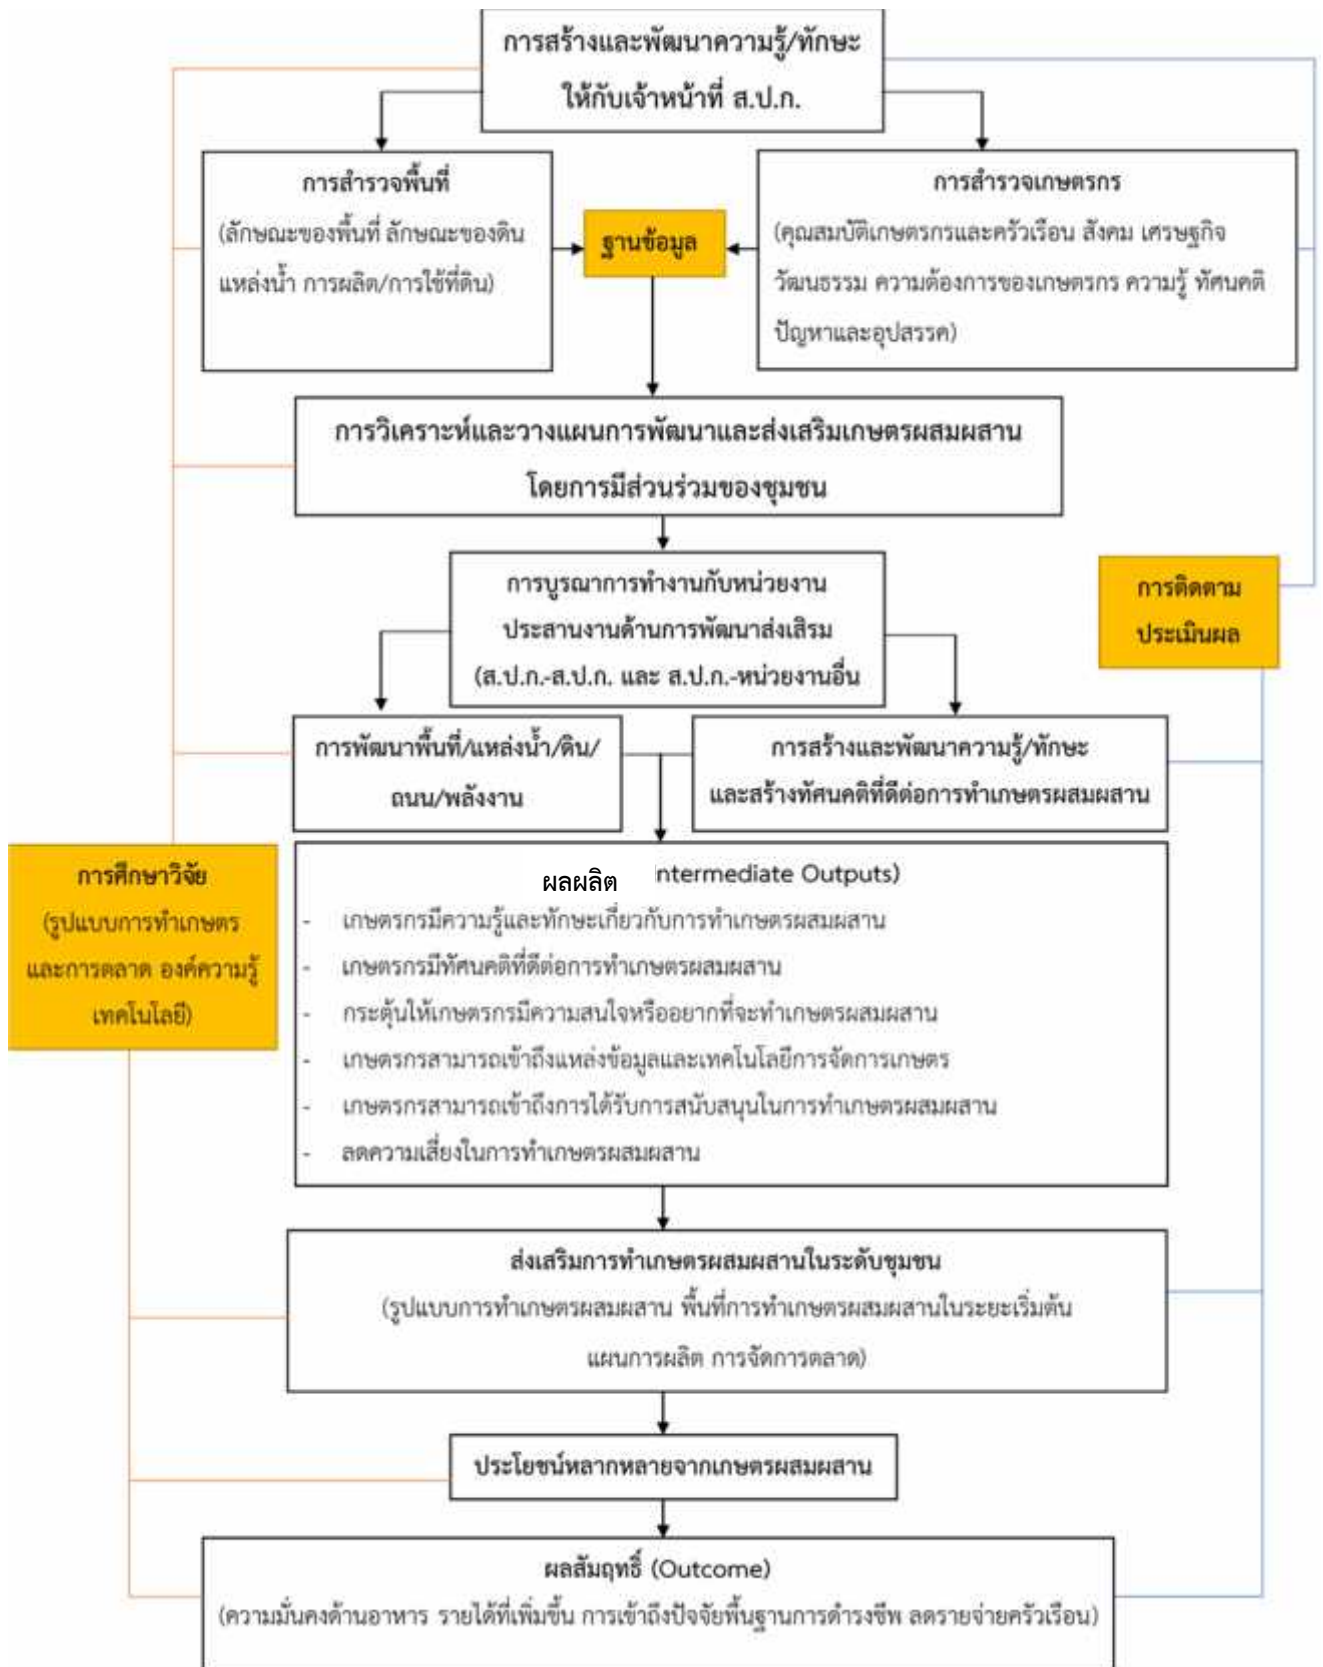 การสร้างและพัฒนาความรู้/ทักษะ
ให้กับเจ้าหน้าที่ ส.ป.ก.
การสำรวจพื้นที่
(ลักษณะของพื้นที่ ลักษณะของดิน
แหล่งน้ำ การผลิต/การใช้ที่ดิน)
ฐานข้อมูล
การสำรวจเกษตรกร
(คุณสมบัติเกษตรกรและครัวเรือน สังคม เศรษฐกิจ
วัฒนธรรม ความต้องการของเกษตรกร ความรู้ ทัศนคติ
ปัญหาและอุปสรรค)
การวิเคราะห์และวางแผนการพัฒนาและส่งเสริมเกษตรผสมผสาน
โดยการมีส่วนร่วมของชุมชน
การบูรณาการทำงานกับหน่วยงาน
ประสานงานด้านการพัฒนาส่งเสิรม
(ส.ป.ก.-ส.ป.ก. และ ส.ป.ก.-หน่วยงานอื่น
การติดตาม
ประเมินผล
การพัฒนาพื้นที่/แหล่งน้ำ/ดิน/
ถนน/พลังงาน
การสร้างและพัฒนาความรู้/ทักษะ
และสร้างทัศนคติที่ดีต่อการทำเกษตรผสมผสาน
การศึกษาวิจัย
(รูปแบบการทำเกษตร
และการตลาด องค์ความรู้
เทคโนโลยี)
ผลผลิต ntermediate Outputs)
- เกษตรกรมีความรู้และทักษะเกี่ยวกับการทำเกษตรผสมผสาน
- เกษตรกรมีทัศนคติที่ดีต่อการทำเกษตรผสมผสาน
- กระตุ้นให้เกษตรกรมีความสนใจหรืออยากที่จะทำเกษตรผสมผสาน
- เกษตรกรสามารถเข้าถึงแหล่งข้อมูลและเทคโนโลยีการจัดการเกษตร
- เกษตรกรสามารถเข้าถึงการได้รับการสนับสนุนในการทำเกษตรผสมผสาน
- ลดความเสี่ยงในการทำเกษตรผสมผสาน
ส่งเสริมการทำเกษตรผสมผสานในระดับชุมชน
(รูปแบบการทำเกษตรผสมผสาน พื้นที่การทำเกษตรผสมผสานในระยะเริ่มต้น
แผนการผลิต การจัดการตลาด)
ประโยชน์หลากหลายจากเกษตรผสมผสาน
ผลสัมฤทธิ์ (Outcome)
(ความมั่นคงด้านอาหาร รายได้ที่เพิ่มขึ้น การเข้าถึงปัจจัยพื้นฐานการดำรงชีพ ลดรายจ่ายครัวเรือน)